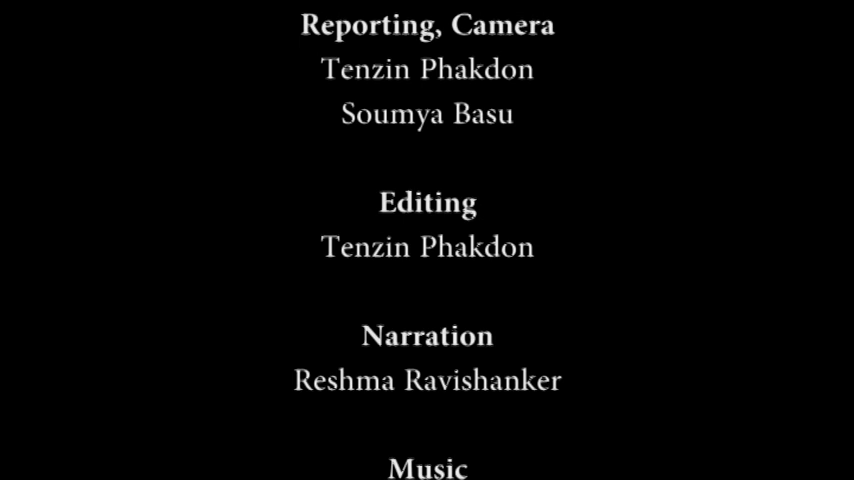 Reporting, Camera
Tenzin Phakdon
Soumya Basu
Editing
Tenzin Phakdon
Narration
Reshma Ravishanker
Music